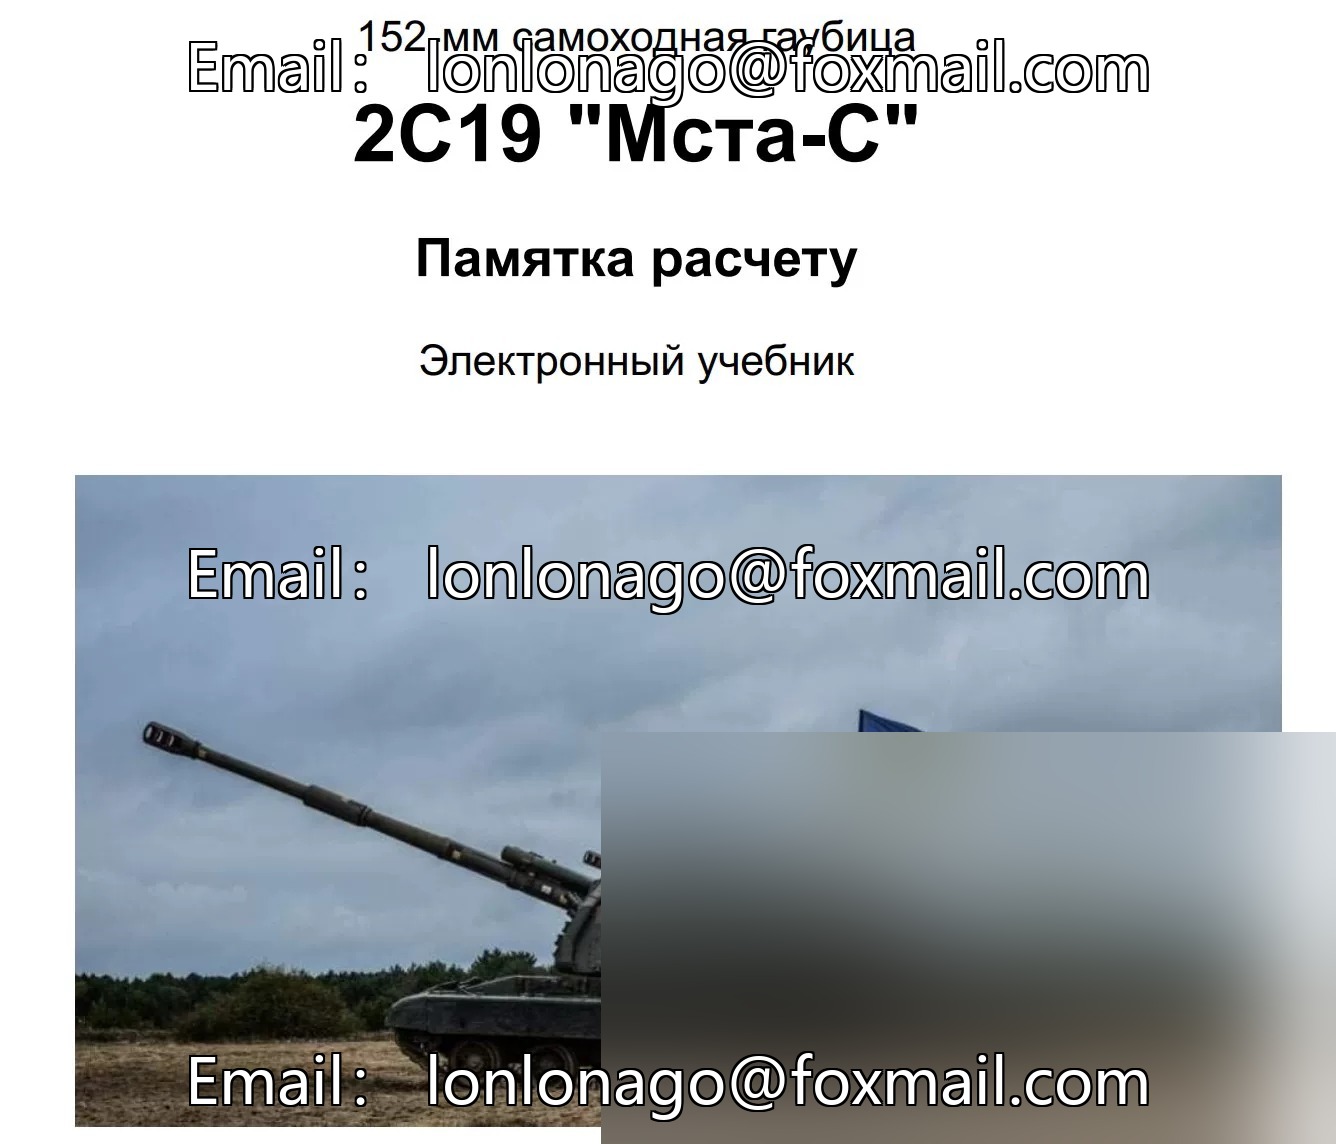 152 мм самоходная гаубица
Email： lonlonago@foxmail.com
2С19 "Мста-С"
Памятка расчету
Электронный учебник
Email： lonlonago@foxmail.com
Email： lonlonago@foxmail.com